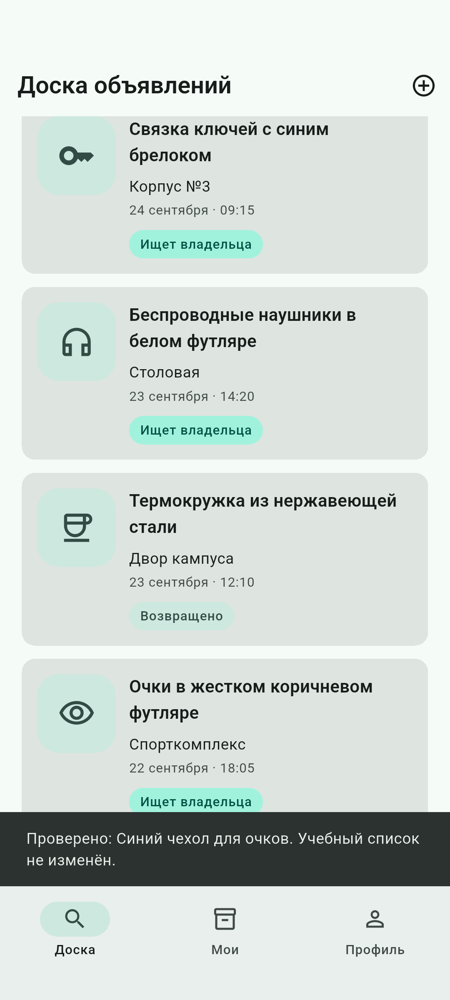 Доска объявлений
Связка ключей с синим
брелоком
Корпус №3
24 сентября · 09:15
Ищет владельца
Беспроводные наушники в
белом футляре
Столовая
23 сентября · 14:20
Ищет владельца
Термокружка из нержавеющей
стали
Двор кампуса
23 сентября · 12:10
Возвращено
Очки в жестком коричневом
футляре
Спорткомплекс
22 сентября · 18:05
Ищет владельца
Проверено: Синий чехол для очков. Учебный список
не изменён.
Доска
Мои
Профиль